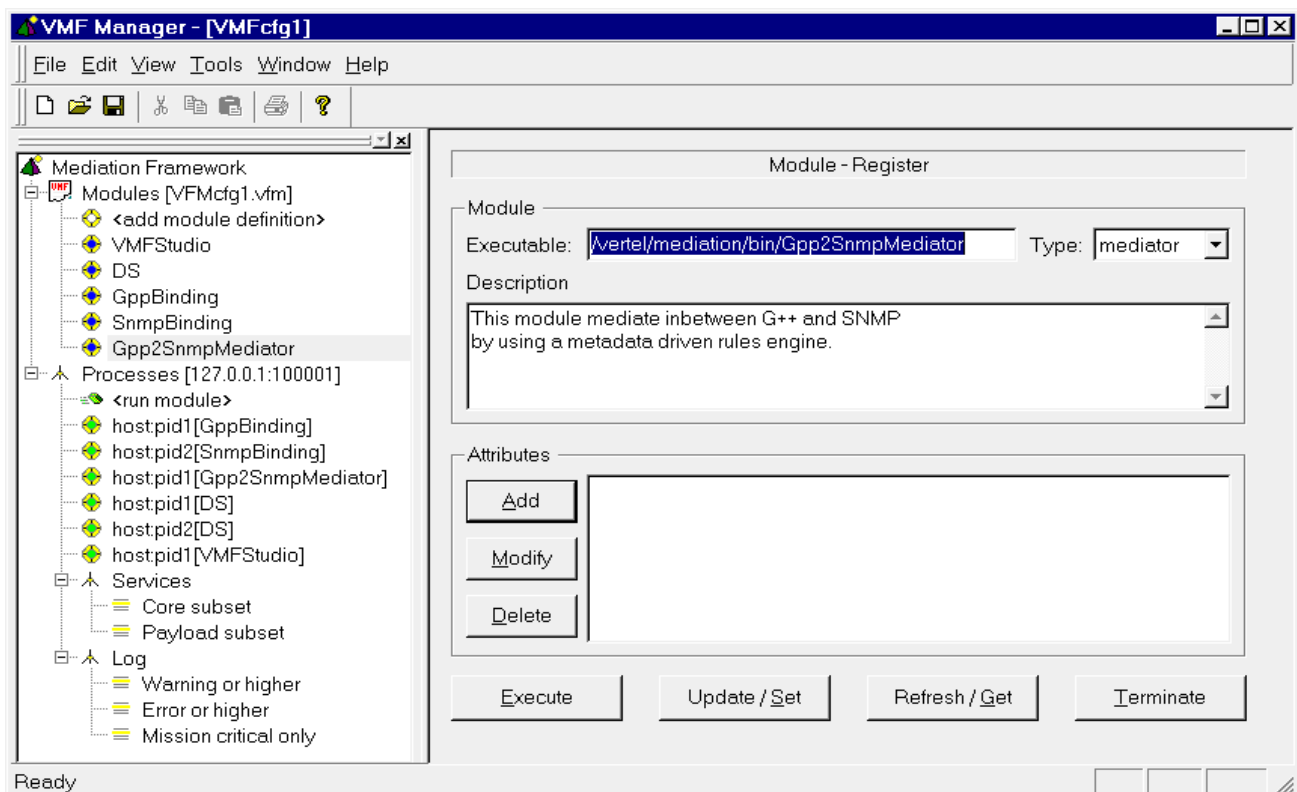 VMF Manager - [VMFcfg1]
File Edit View Tools Window Help
Mediation Framework
VMF
Modules [VFMcfg1.vfm]
<add module definition>
VMFStudio
DS
GppBinding
SnmpBinding
Gpp2SnmpMediator
Processes [127.0.0.1:100001]
<run module>
host:pid1[GppBinding]
host:pid2[SnmpBinding]
host:pid1[Gpp2SnmpMediator]
host:pid1[DS]
host:pid2[DS]
host:pid1[VMFStudio]
Services
Core subset
Payload subset
Log
Warning or higher
Error or higher
Mission critical only
Module - Register
Module
Executable: /vertel/mediation/bin/Gpp2SnmpMediator Type: mediator
Description
This module mediate inbetween G++ and SNMP
by using a metadata driven rules engine.
Attributes
Add
Modify
Delete
Execute Update / Set Refresh / Get Terminate
Ready